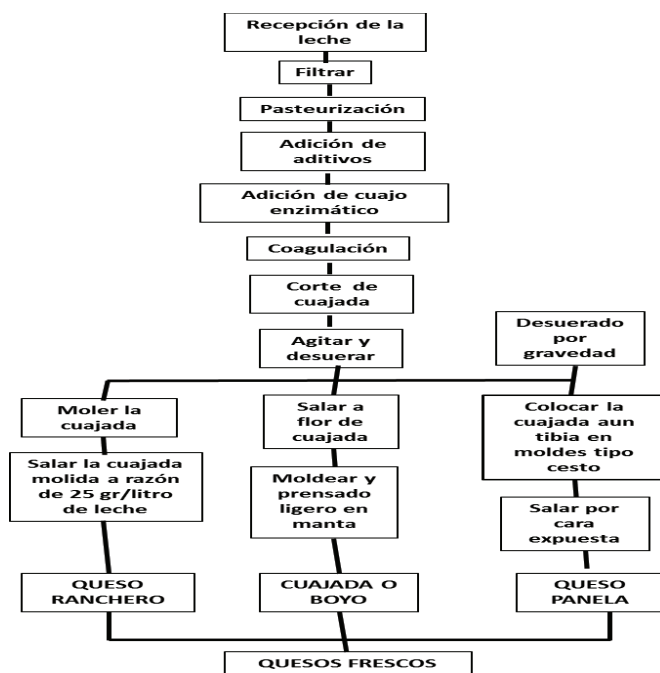 Recepción de la
leche
Filtrar
Pasteurización
Adición de
aditivos
Adición de cuajo
enzimático
Coagulación
Corte de
cuajada
Agitar y
desuerar
Desuerado
por
gravedad
Moler la
cuajada
Salar la cuajada
molida a razón
de 25 gr/litro
de leche
QUESO
RANCHERO
Salar a
flor de
cuajada
Moldear y
prensado
ligero en
manta
CUAJADA O
BOYO
Colocar la
cuajada aun
tibia en
moldes tipo
cesto
Salar por
cara
expuesta
QUESO
PANELA
QUESOS FRESCOS